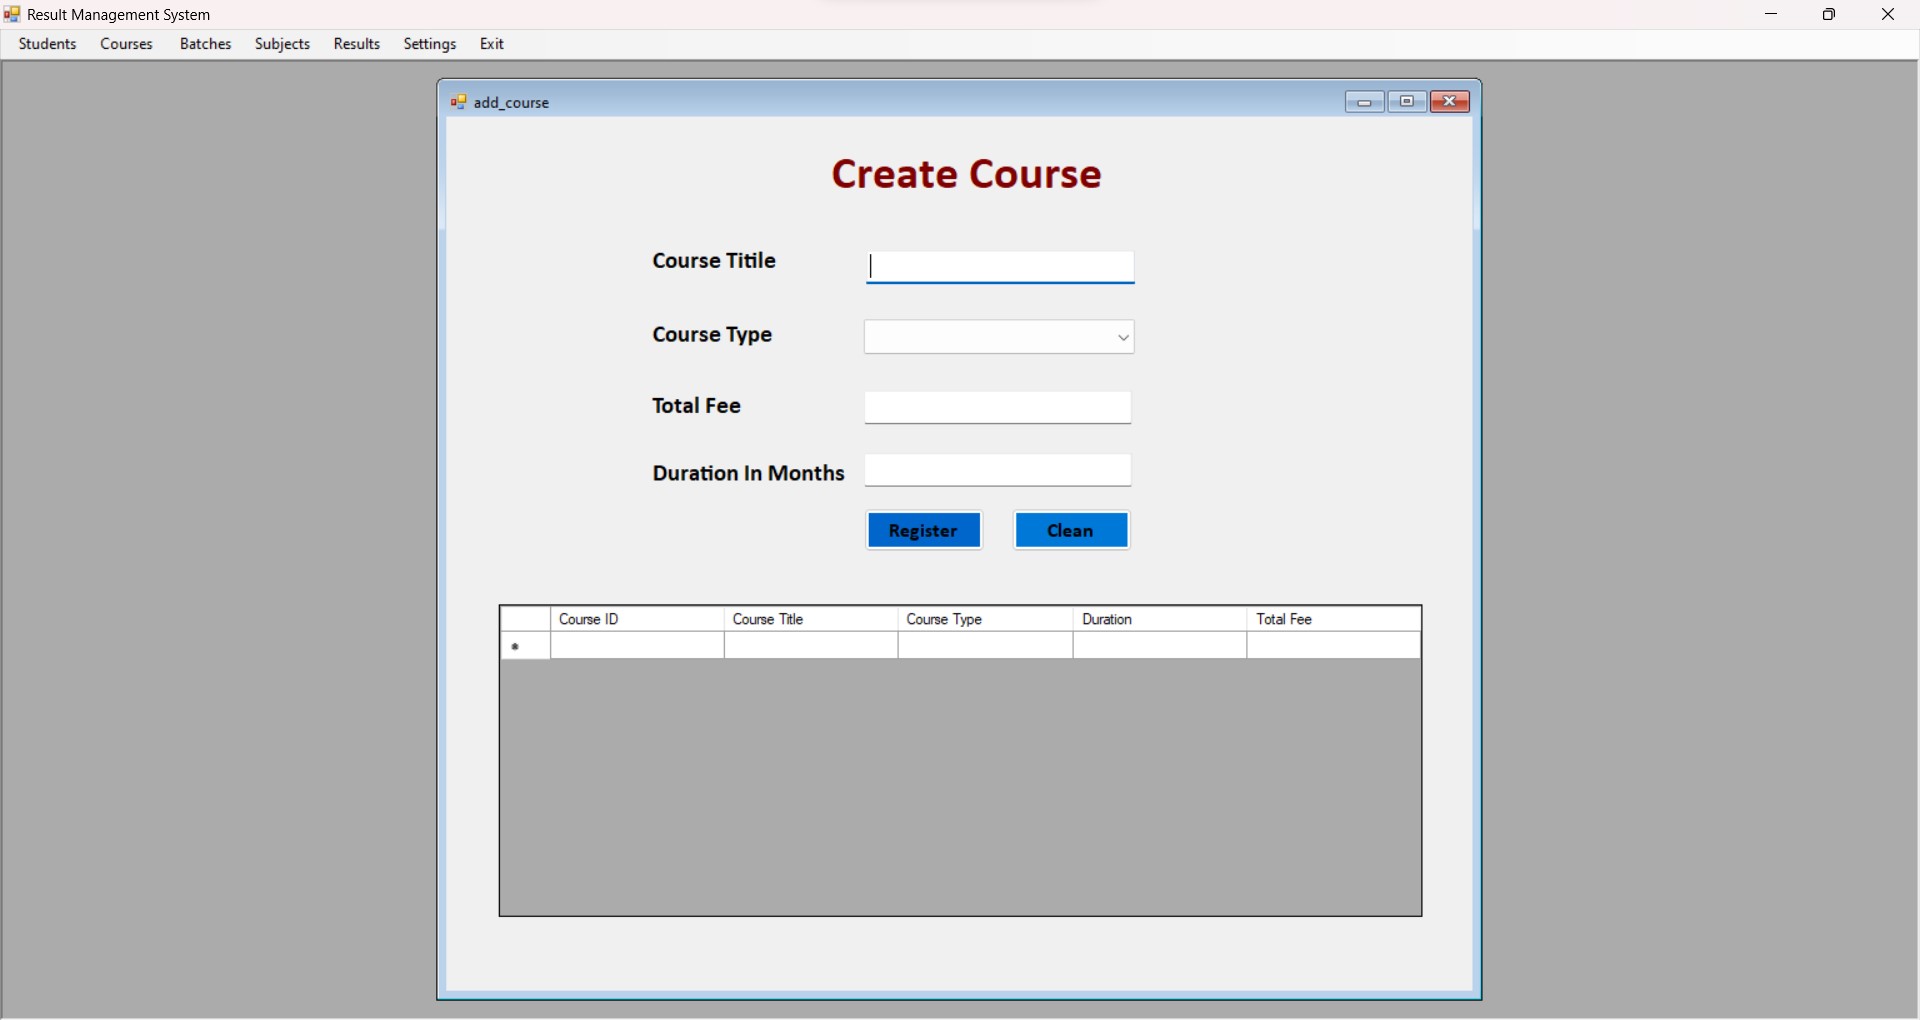 Result Management System
Students Courses Batches Subjects Results Settings Exit
add_course
Create Course
Course Titile
Course Type
Total Fee
Duration In Months
Register Clean
Course ID Course Title Course Type Duration Total Fee